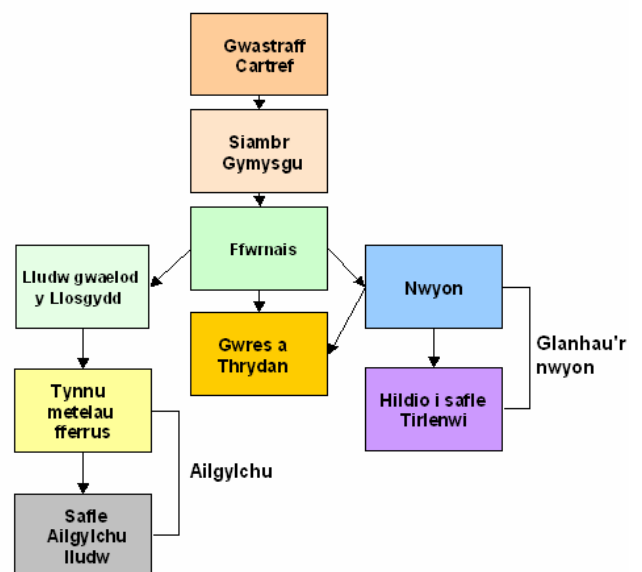 Gwastraff
Cartref
Siambr
Gymysgu
Ffwrnais
Lludw gwaelod
y Llosgydd
Nwyon
Gwres a
Thrydan
Glanhau'r
nwyon
Tynnu
metelau
fferrus
Hildio i safle
Tirlenwi
Ailgylchu
Safle
Ailgylchu
lludw